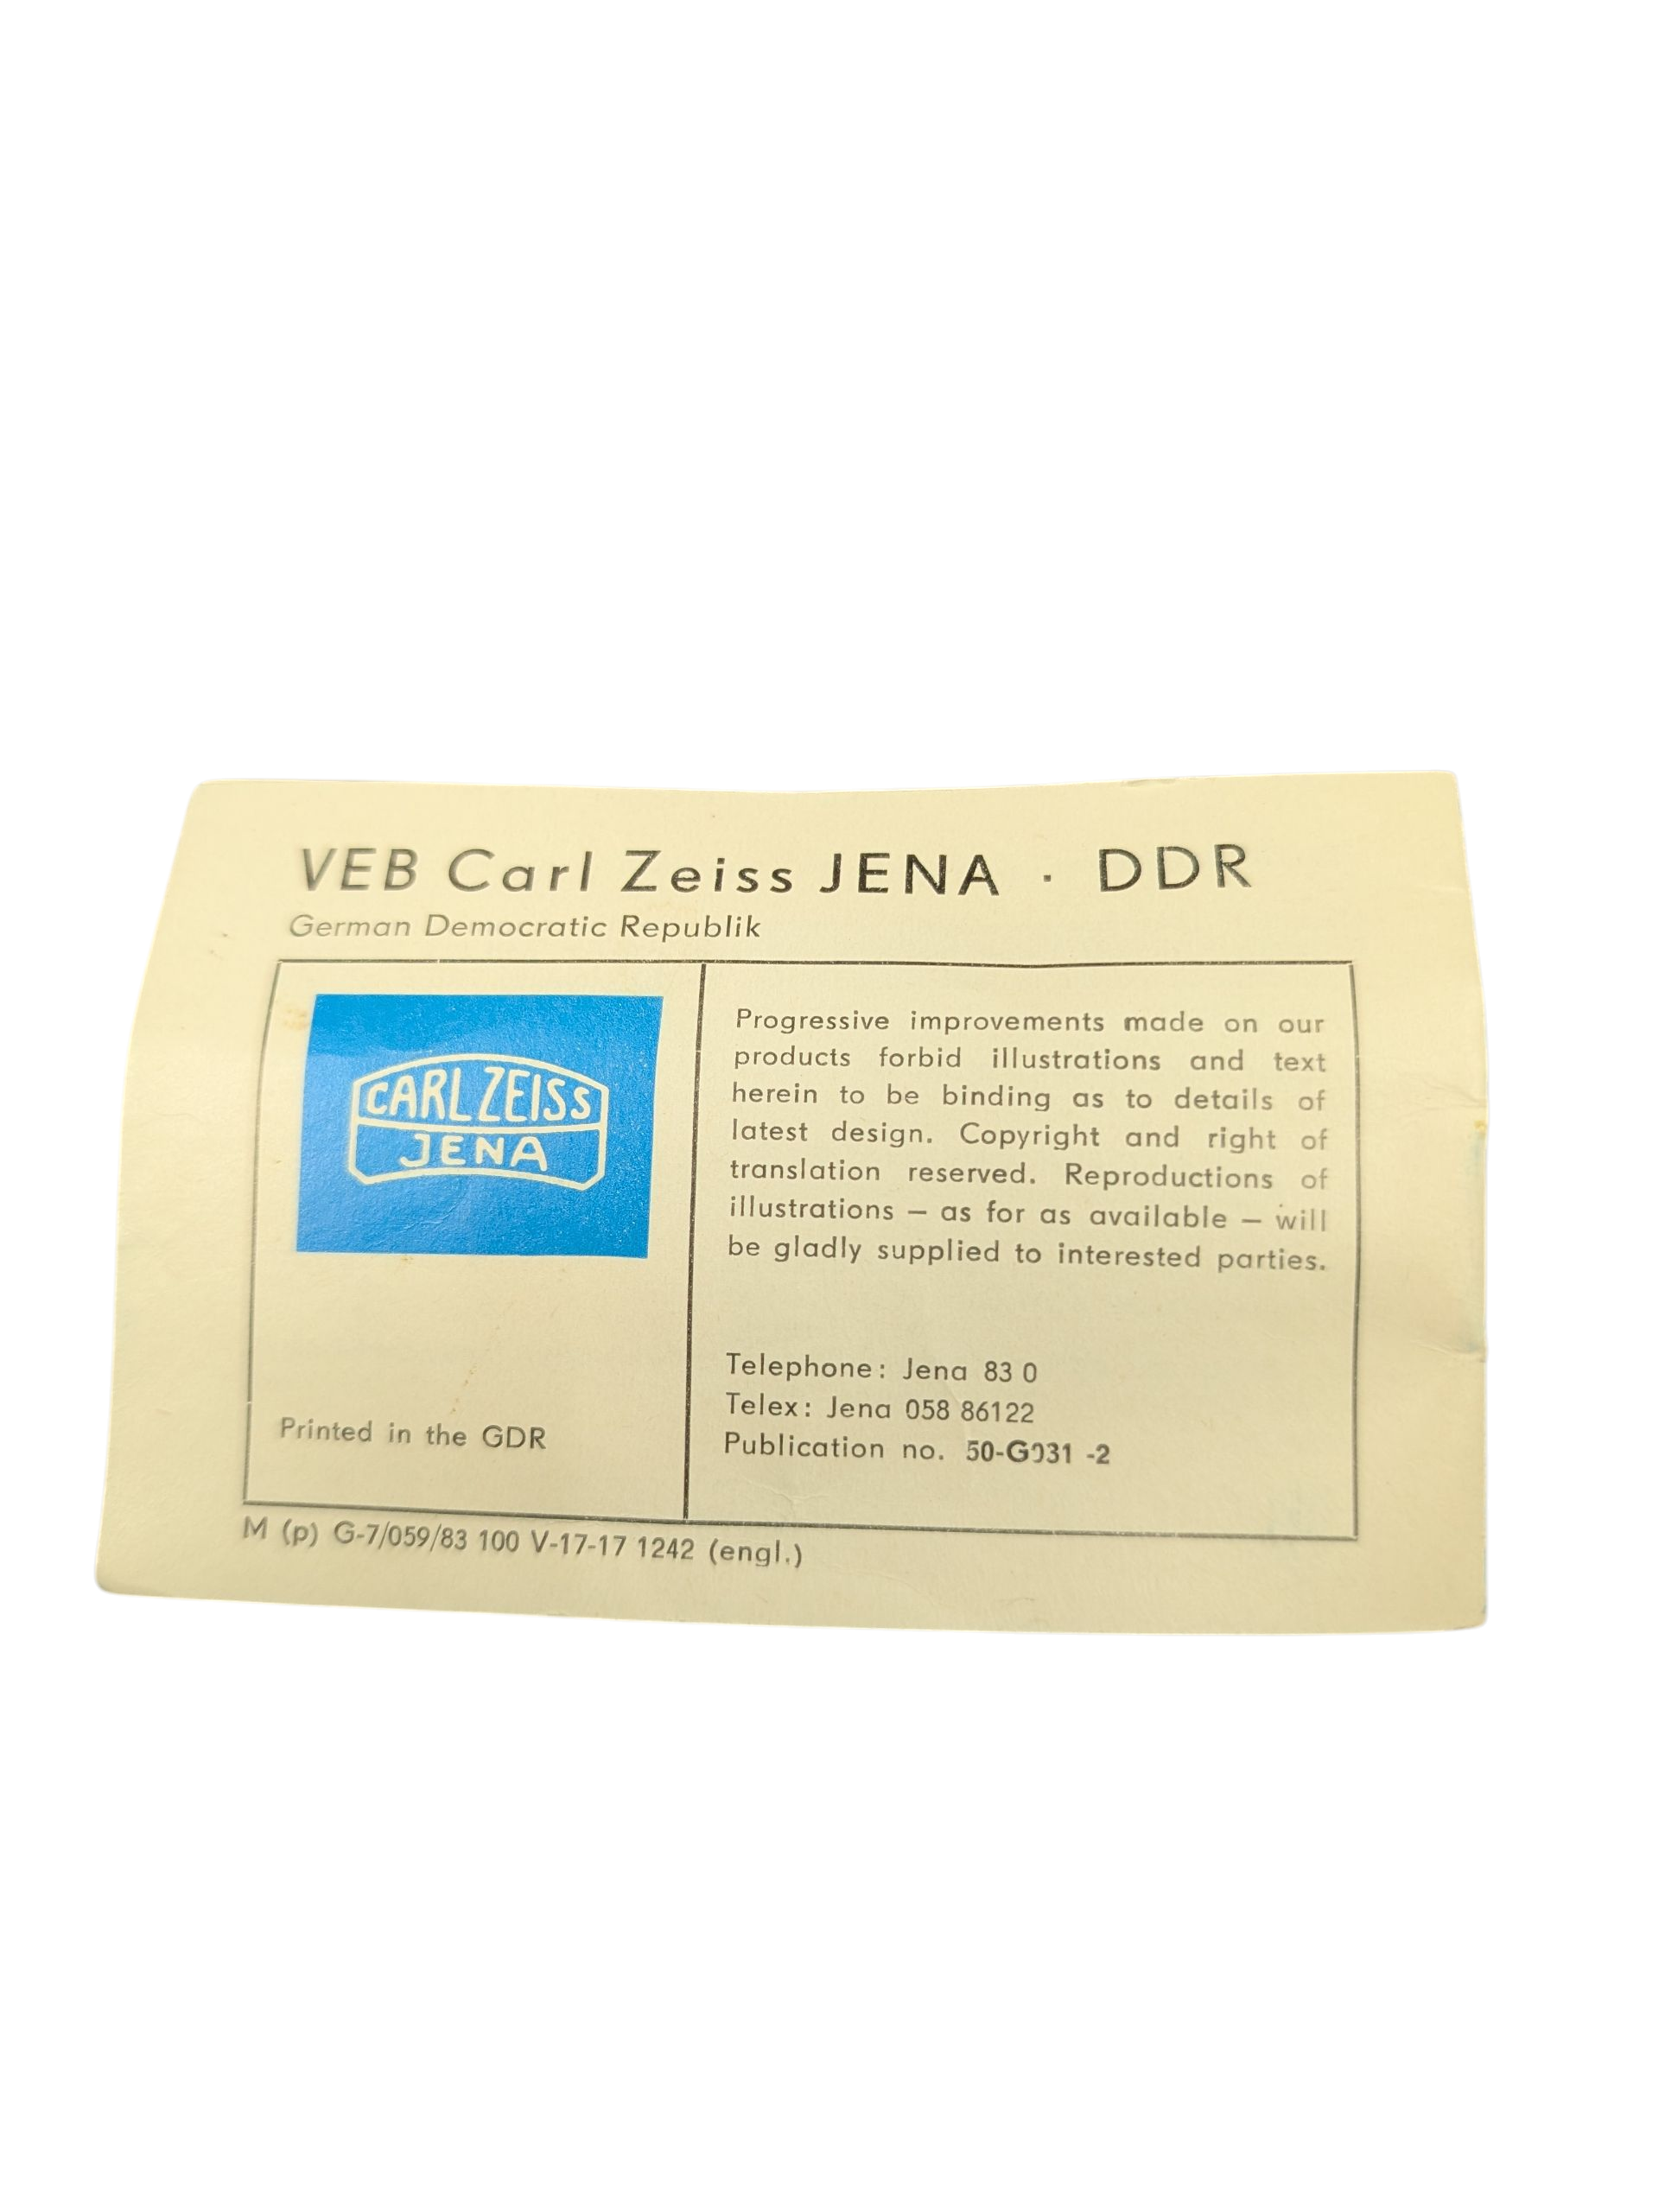 VEB Carl Zeiss JENA · DDR
German Democratic Republik
CARL ZEISS
JENA
Printed in the GDR
Progressive improvements made on our
products forbid illustrations and text
herein to be binding as to details of
latest design. Copyright and right of
translation reserved. Reproductions of
illustrations – as for as available – will
be gladly supplied to interested parties.
Telephone: Jena 83 0
Telex: Jena 058 86122
Publication no. 50-G031 -2
M (p) G-7/059/83 100 V-17-17 1242 (engl.)